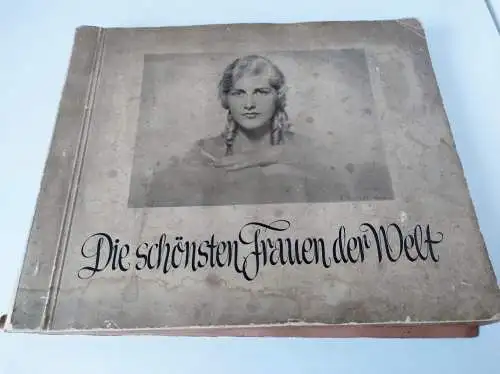 Die schönsten Frauen der Welt